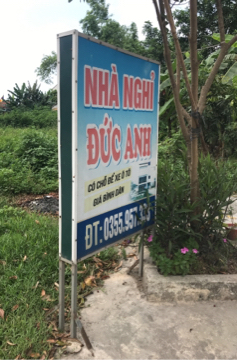 NHÀ NGHỈ
ĐỨC ANH
CÓ CHỖ ĐỂ XE Ô TÔ
GIÁ BÌNH DÂN
ĐT: 0355.957.